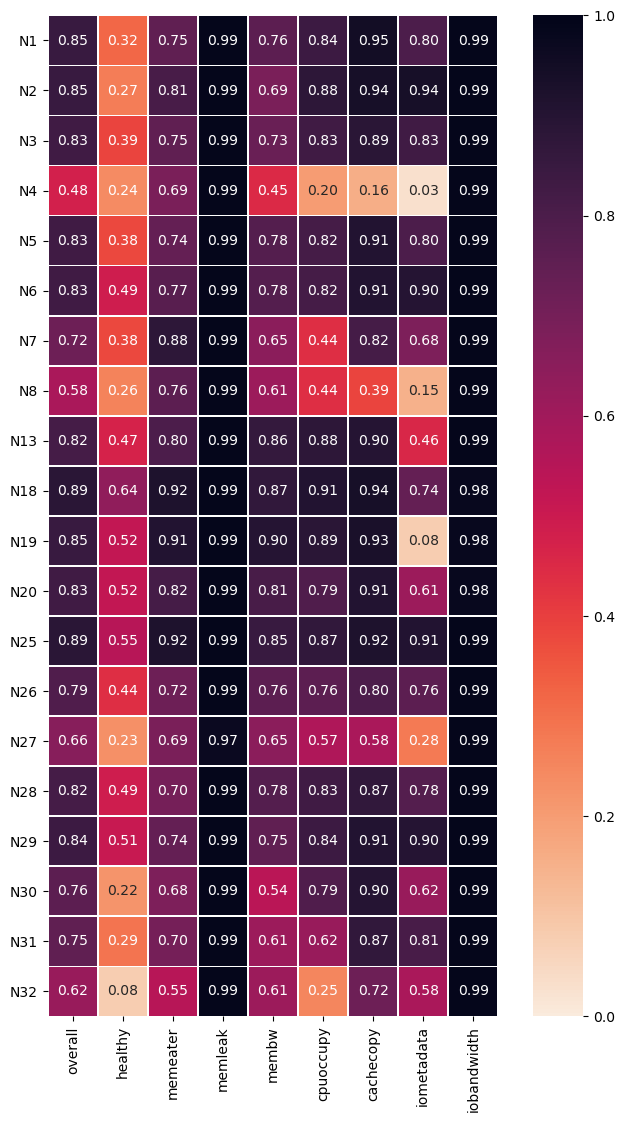 N1 0.85 0.32 0.75 0.99 0.76 0.84 0.95 0.80 0.99
N2 0.85 0.27 0.81 0.99 0.69 0.88 0.94 0.94 0.99
N3 0.83 0.39 0.75 0.99 0.73 0.83 0.89 0.83 0.99
N4 0.48 0.24 0.69 0.99 0.45 0.20 0.16 0.03 0.99
N5 0.83 0.38 0.74 0.99 0.78 0.82 0.91 0.80 0.99
N6 0.83 0.49 0.77 0.99 0.78 0.82 0.91 0.90 0.99
N7 0.72 0.38 0.88 0.99 0.65 0.44 0.82 0.68 0.99
N8 0.58 0.26 0.76 0.99 0.61 0.44 0.39 0.15 0.99
N13 0.82 0.47 0.80 0.99 0.86 0.88 0.90 0.46 0.99
N18 0.89 0.64 0.92 0.99 0.87 0.91 0.94 0.74 0.98
N19 0.85 0.52 0.91 0.99 0.90 0.89 0.93 0.08 0.98
N20 0.83 0.52 0.82 0.99 0.81 0.79 0.91 0.61 0.98
N25 0.89 0.55 0.92 0.99 0.85 0.87 0.92 0.91 0.99
N26 0.79 0.44 0.72 0.99 0.76 0.76 0.80 0.76 0.99
N27 0.66 0.23 0.69 0.97 0.65 0.57 0.58 0.28 0.99
N28 0.82 0.49 0.70 0.99 0.78 0.83 0.87 0.78 0.99
N29 0.84 0.51 0.74 0.99 0.75 0.84 0.91 0.90 0.99
N30 0.76 0.22 0.68 0.99 0.54 0.79 0.90 0.62 0.99
N31 0.75 0.29 0.70 0.99 0.61 0.62 0.87 0.81 0.99
N32 0.62 0.08 0.55 0.99 0.61 0.25 0.72 0.58 0.99
overall
healthy
memeater
memleak
membw
cpuoccupy
cachecopy
iometadata
iobandwidth
1.0
0.8
0.6
0.4
0.2
0.0